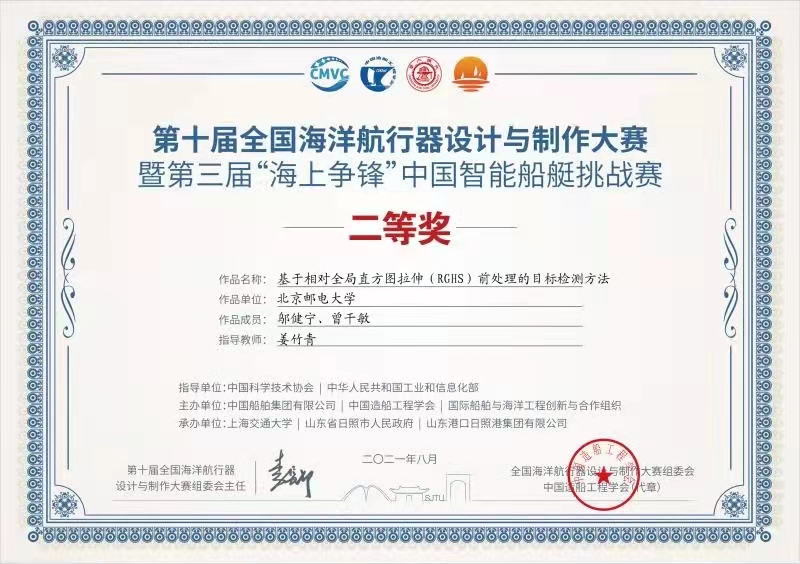 CMVC
第十届全国海洋航行器设计与制作大赛
暨第三届“海上争锋”中国智能船艇挑战赛
二等奖
作品名称：基于相对全局直方图拉伸（RGHS）前处理的目标检测方法
作品单位：北京邮电大学
作品成员：邬健宁、曾干敏
指导教师：姜竹青
指导单位：中国科学技术协会 | 中华人民共和国工业和信息化部
主办单位：中国船舶集团有限公司 | 中国造船工程学会 | 国际船舶与海洋工程创新与合作组织
承办单位：上海交通大学 | 山东省日照市人民政府 | 山东港口日照港集团有限公司
第十届全国海洋航行器
设计与制作大赛组委会主任
二〇二一年八月
SJTU
全国海洋航行器设计与制作大赛组委会
中国造船工程学会(代章)
中国造船工程学会